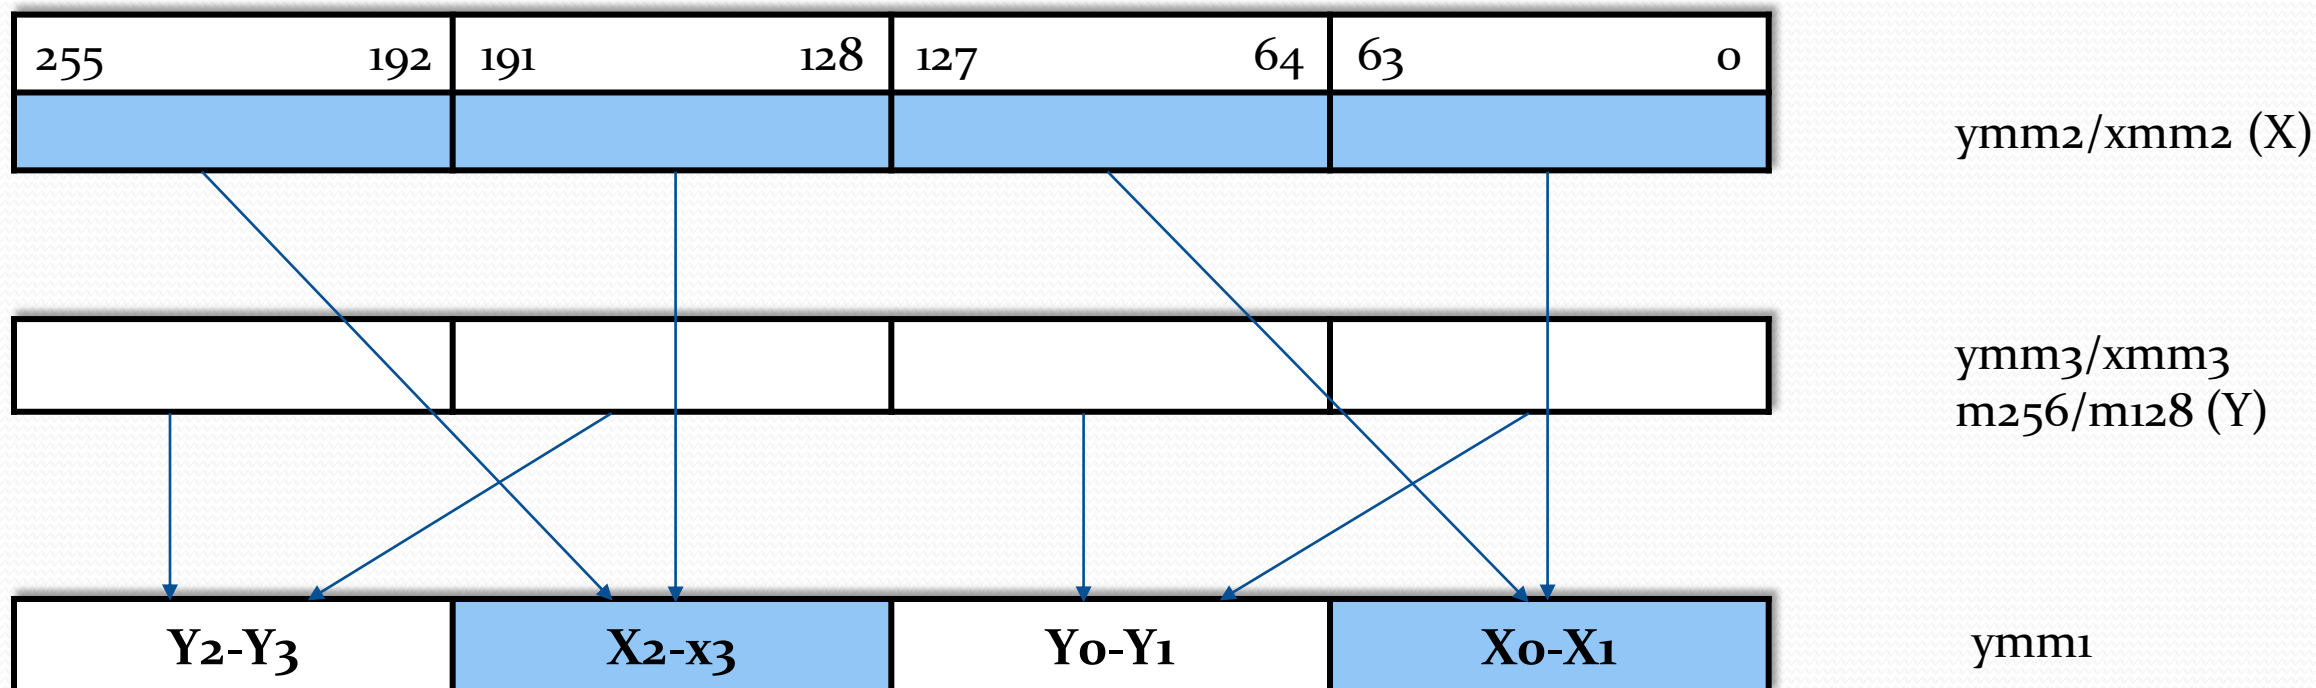 255 192 191 128 127 64 63 0
ymm2/xmm2 (X)
ymm3/xmm3
m256/m128 (Y)
Y2-Y3 X2-x3 Y0-Y1 X0-X1 ymm1